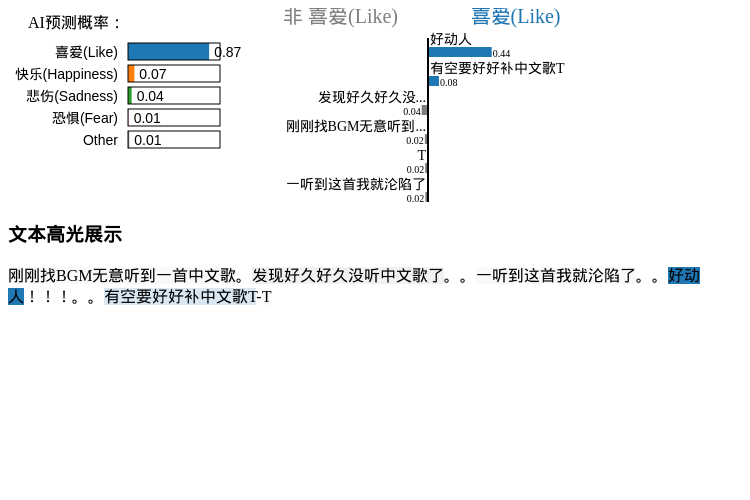 AI预测概率：
喜爱(Like) 0.87
快乐(Happiness) 0.07
悲伤(Sadness) 0.04
恐惧(Fear) 0.01
Other 0.01
非 喜爱(Like) 喜爱(Like)
好动人
0.44
有空要好好补中文歌T
0.08
发现好久好久没...
0.04
刚刚找BGM无意听到...
0.02
T
0.02
一听到这首我就沦陷了
0.02
文本高光展示
刚刚找BGM无意听到一首中文歌。发现好久好久没听中文歌了。。一听到这首我就沦陷了。。好动
人！！！。。有空要好好补中文歌T-T